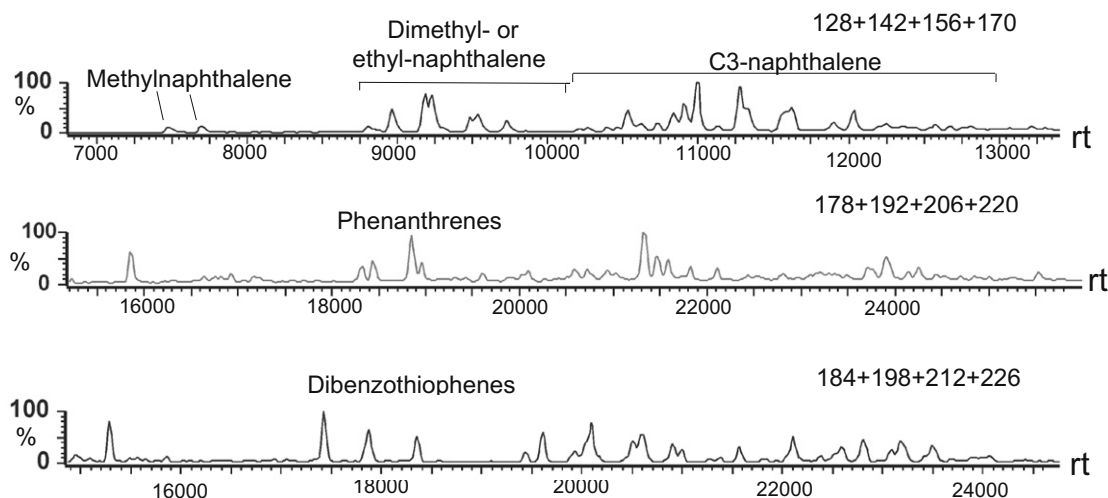 Dimethyl- or
ethyl-naphthalene
128+142+156+170
Methylnaphthalene
C3-naphthalene
100
%
0
7000 8000 9000 10000 11000 12000 13000 rt
178+192+206+220
Phenanthrenes
100
%
0
16000 18000 20000 22000 24000 rt
184+198+212+226
Dibenzothiophenes
100
%
0
16000 18000 20000 22000 24000 rt